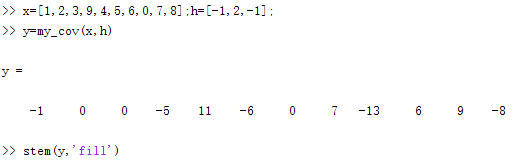 >> x=[1,2,3,9,4,5,6,0,7,8];h=[-1,2,-1];
>> y=my_cov(x,h)
y =
-1 0 0 -5 11 -6 0 7 -13 6 9 -8
>> stem(y,'fill')